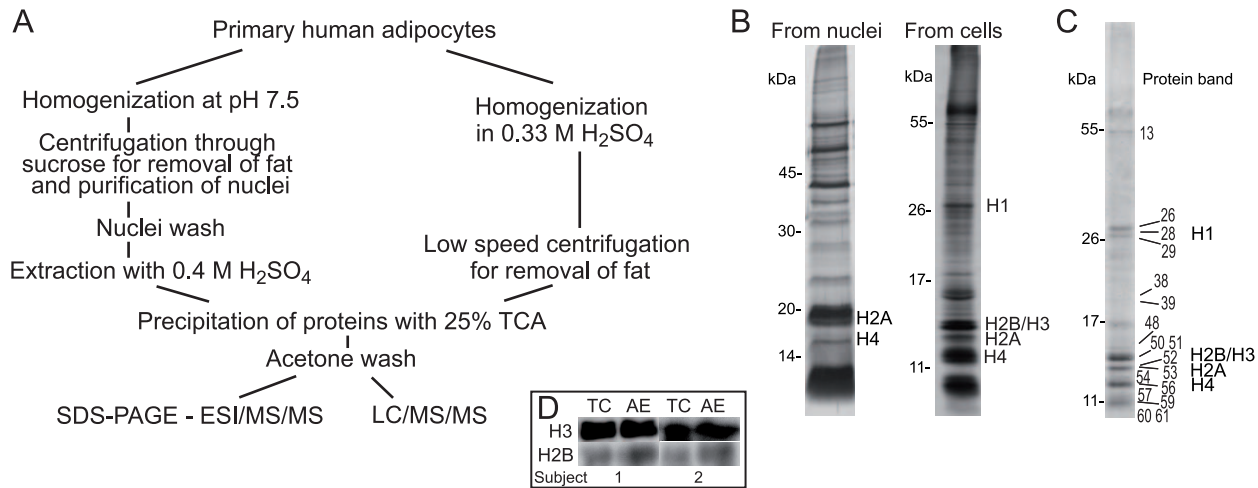 A
Primary human adipocytes
Homogenization at pH 7.5
Centrifugation through
sucrose for removal of fat
and purification of nuclei
Nuclei wash
Extraction with 0.4 M H₂SO₄
Homogenization
in 0.33 M H₂SO₄
Low speed centrifugation
for removal of fat
Precipitation of proteins with 25% TCA
Acetone wash
SDS-PAGE - ESI/MS/MS
LC/MS/MS
D
TC AE TC AE
H3
H2B
Subject 1 2
B
From nuclei
kDa
45-
30-
20-
14-
H2A
H4
From cells
kDa
55-
26-
17-
11-
H1
H2B/H3
H2A
H4
C
kDa
Protein band
55-
26-
17-
11-
13
26
28
29
H1
38
39
48
50 51
52
53
54
56
57
59
60 61
H2B/H3
H2A
H4